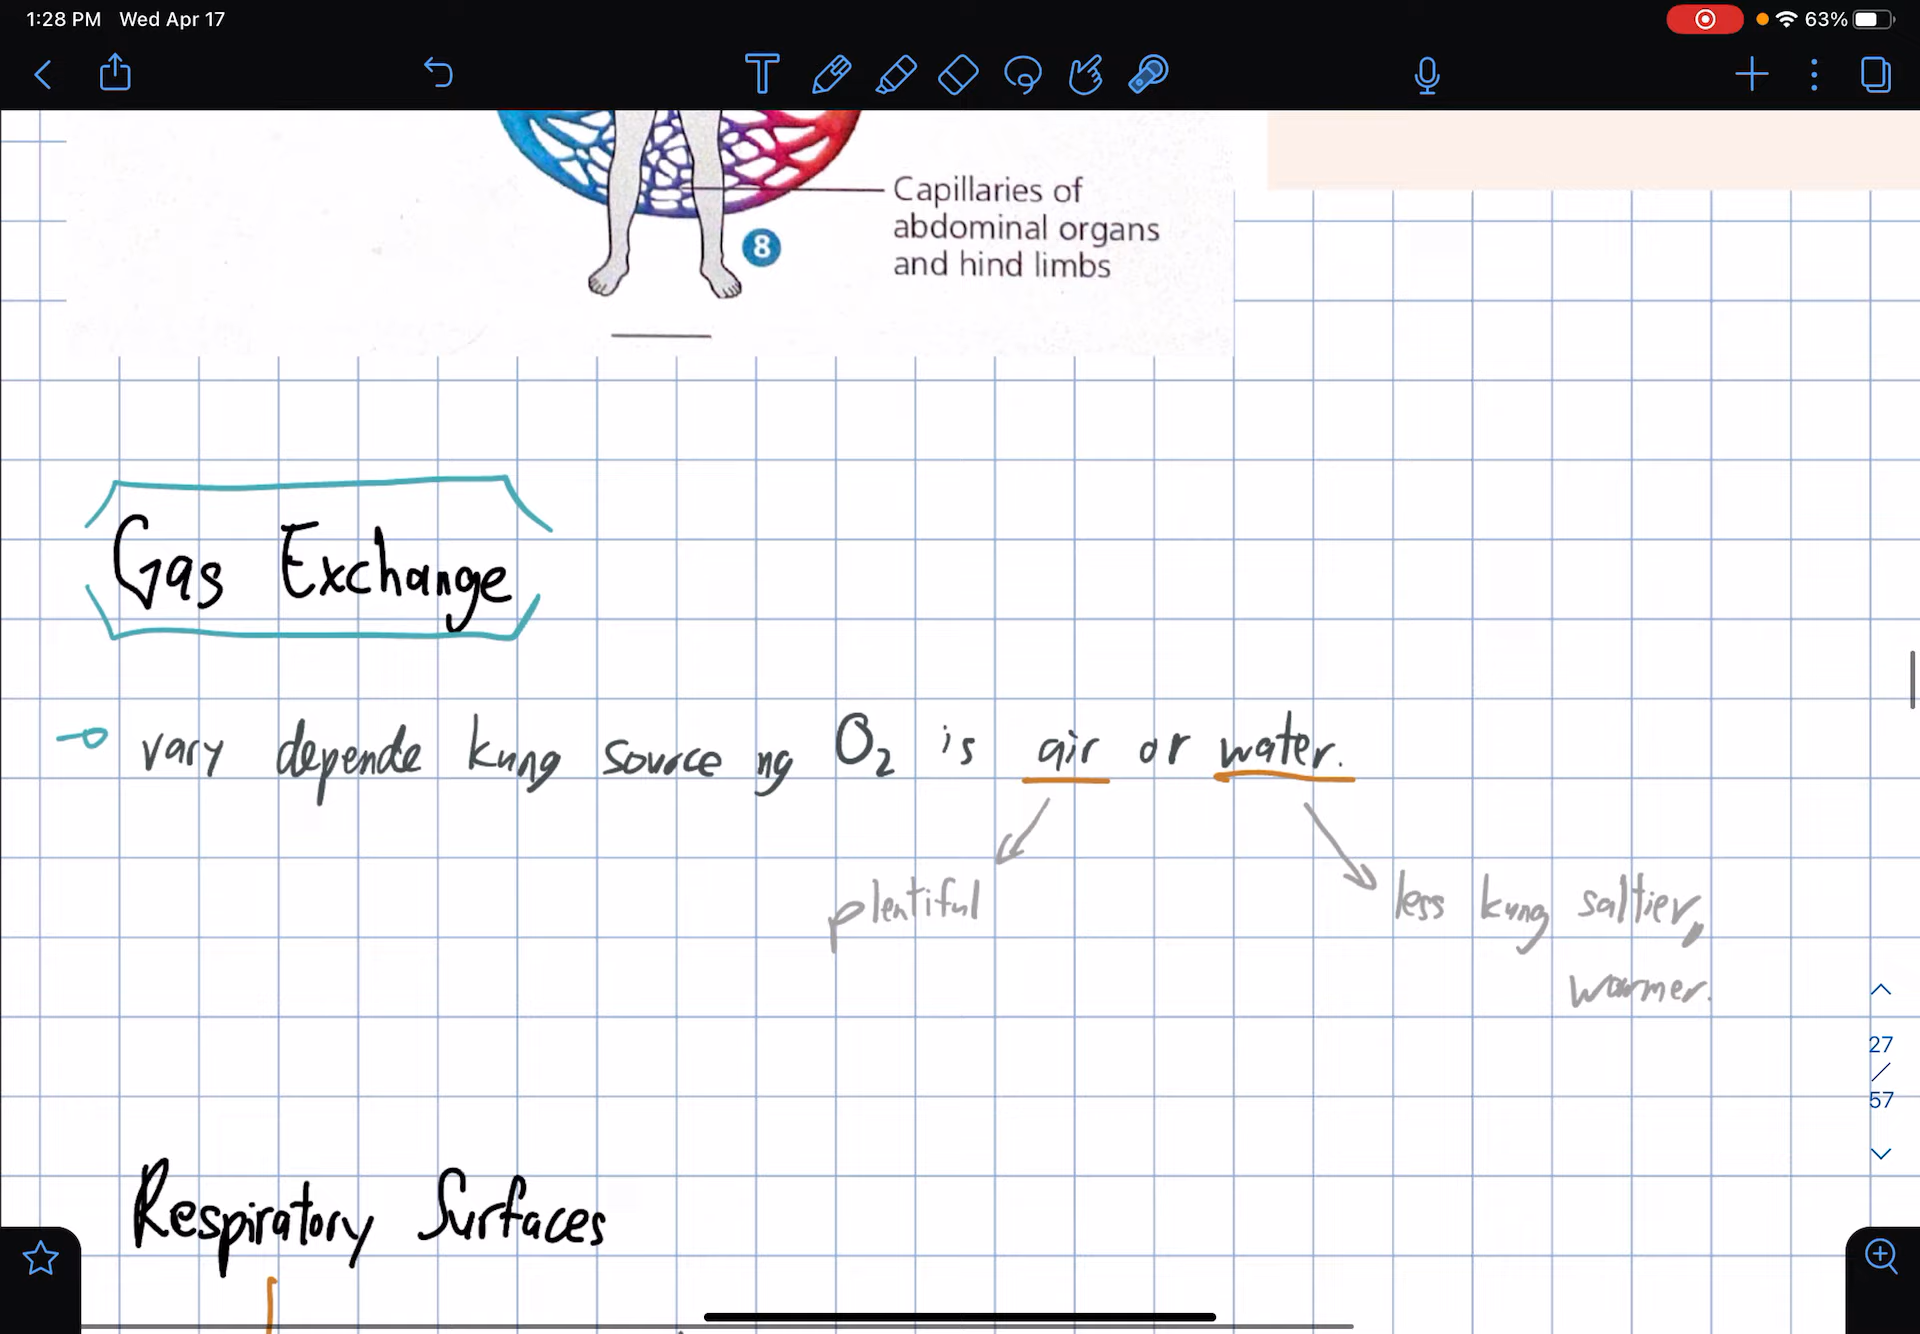 1:28 PM Wed Apr 17
63%
T
Capillaries of
abdominal organs
and hind limbs
8
Gas Exchange
vary depende kung source ng O₂ is air or water.
plentiful
less kung saltier,
warmer.
27
/
57
Respiratory Surfaces